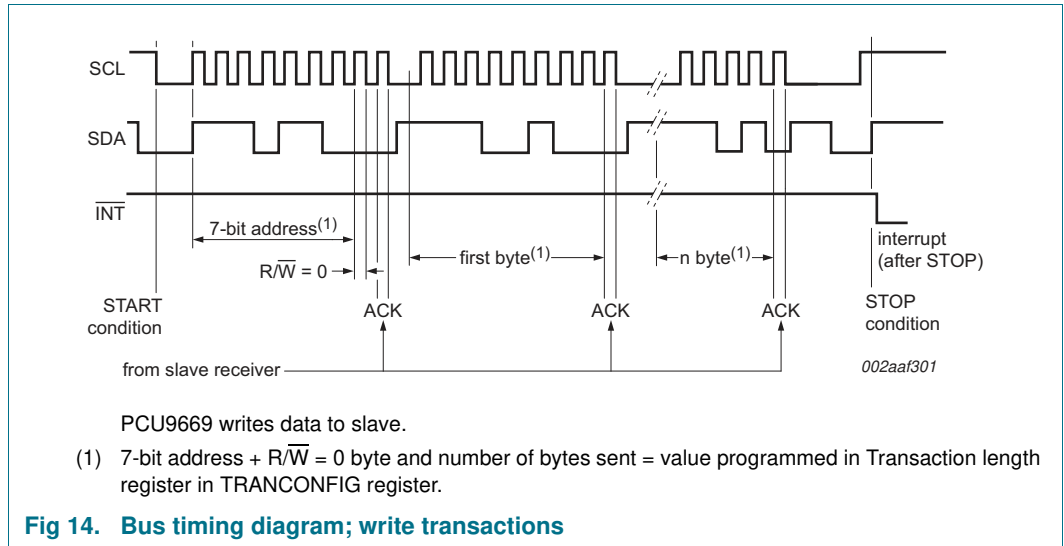 SCL
SDA
INT
7-bit address(1)
R/W = 0
first byte(1)
n byte(1)
interrupt
(after STOP)
START
condition
ACK
ACK
ACK
STOP
condition
from slave receiver
002aaf301
PCU9669 writes data to slave.
(1) 7-bit address + R/W = 0 byte and number of bytes sent = value programmed in Transaction length
register in TRANCONFIG register.
Fig 14. Bus timing diagram; write transactions